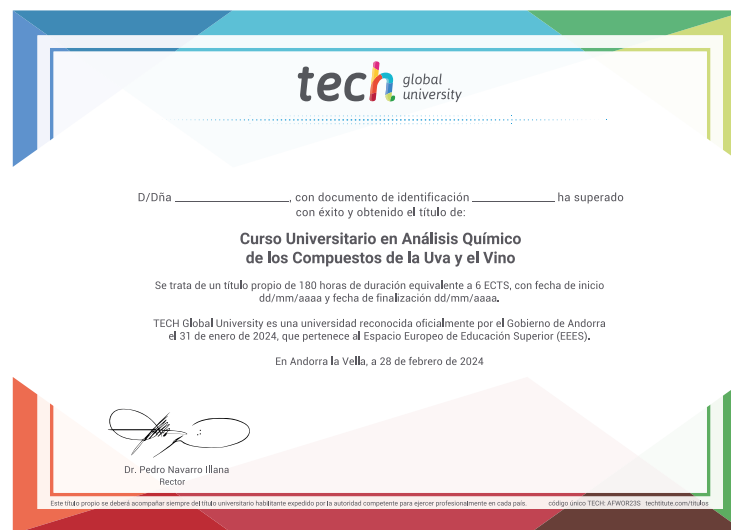 tech global university
D/Dña ____________________, con documento de identificación ______________ ha superado
con éxito y obtenido el título de:
Curso Universitario en Análisis Químico
de los Compuestos de la Uva y el Vino
Se trata de un título propio de 180 horas de duración equivalente a 6 ECTS, con fecha de inicio
dd/mm/aaaa y fecha de finalización dd/mm/aaaa.
TECH Global University es una universidad reconocida oficialmente por el Gobierno de Andorra
el 31 de enero de 2024, que pertenece al Espacio Europeo de Educación Superior (EEES).
En Andorra la Vella, a 28 de febrero de 2024
Dr. Pedro Navarro Illana
Rector
Este título propio se deberá acompañar siempre del título universitario habilitante expedido por la autoridad competente para ejercer profesionalmente en cada país. código único TECH: AFWOR23S techtitute.com/titulos